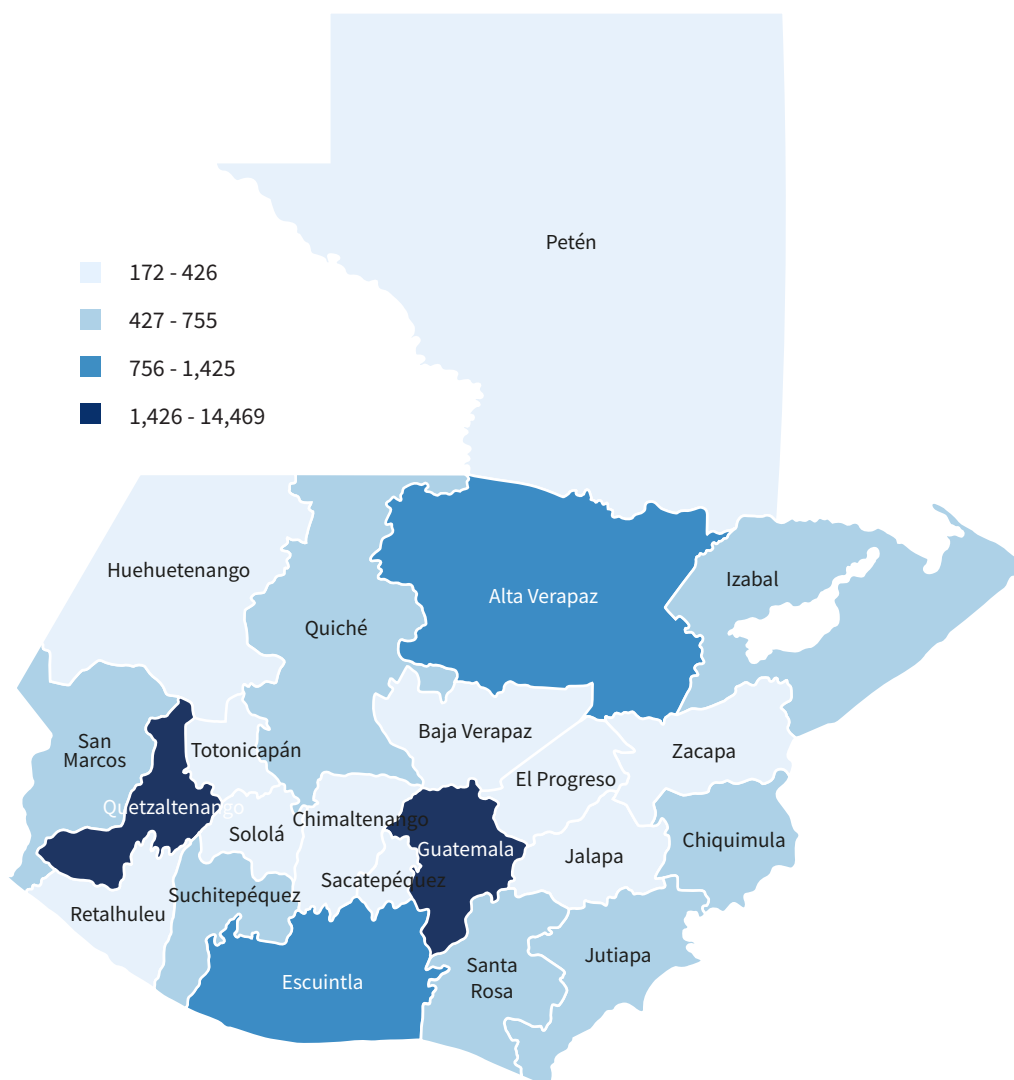 Petén
172 - 426
427 - 755
756 - 1,425
1,426 - 14,469
Huehuetenango
Izabal
Alta Verapaz
Quiché
Baja Verapaz
San
Marcos
Totonicapán
Zacapa
El Progreso
Quetzaltenango
Chimaltenango
Sololá
Chiquimula
Guatemala
Jalapa
Sacatepéquez
Suchitepéquez
Retalhuleu
Jutiapa
Santa
Rosa
Escuintla